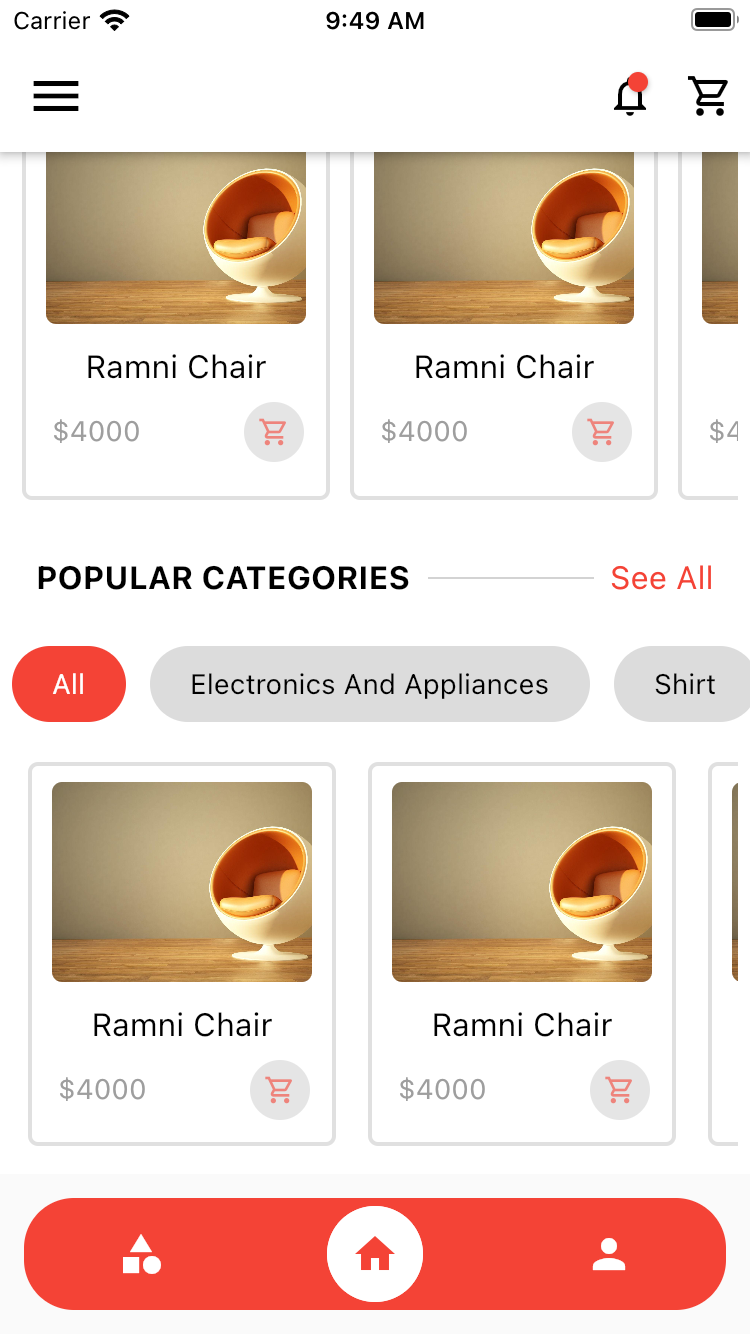 Carrier 9:49 AM
Ramni Chair Ramni Chair
$4000 $4000 $4
POPULAR CATEGORIES See All
All Electronics And Appliances Shirt
Ramni Chair Ramni Chair
$4000 $4000